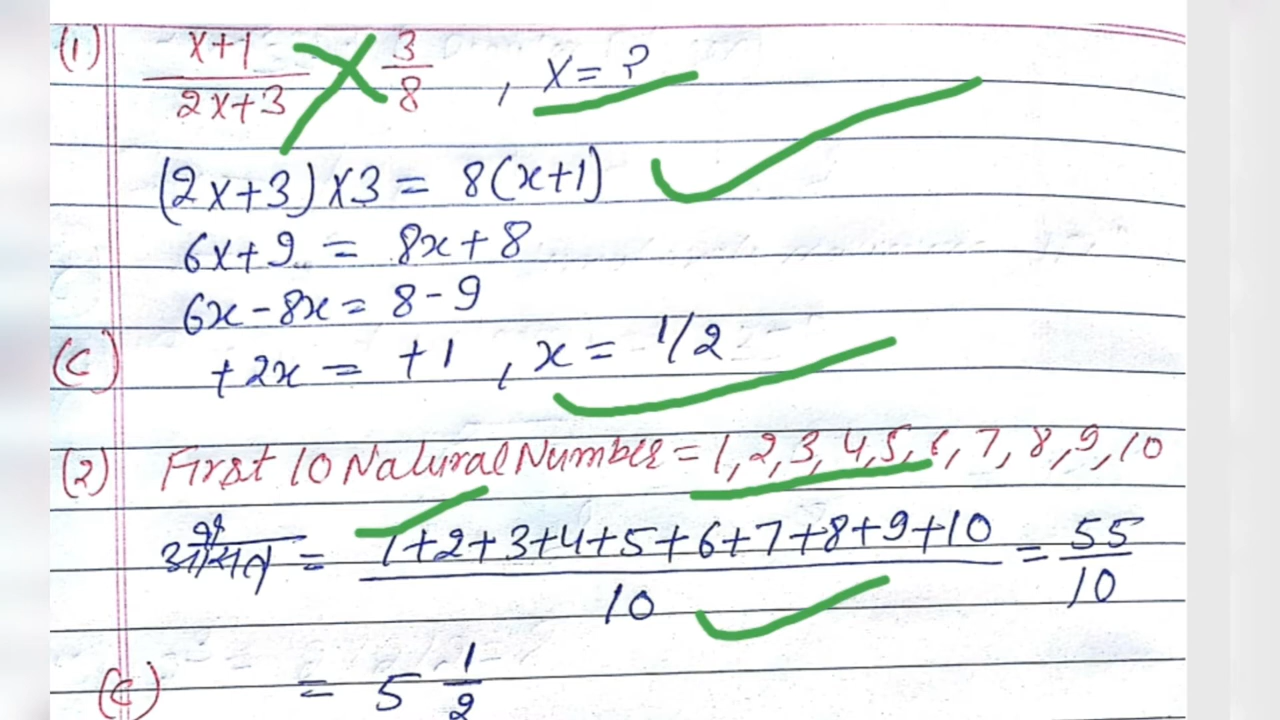 (1) x+1/2x+3 3/8 , x = ?
(2x+3)×3 = 8(x+1)
6x+9 = 8x+8
6x-8x = 8-9
(C) +2x = +1 , x = 1/2
(2) First 10 Natural Number = 1,2,3,4,5,6,7,8,9,10
= 1+2+3+4+5+6+7+8+9+10/10 = 55/10
(C) = 5 1/2